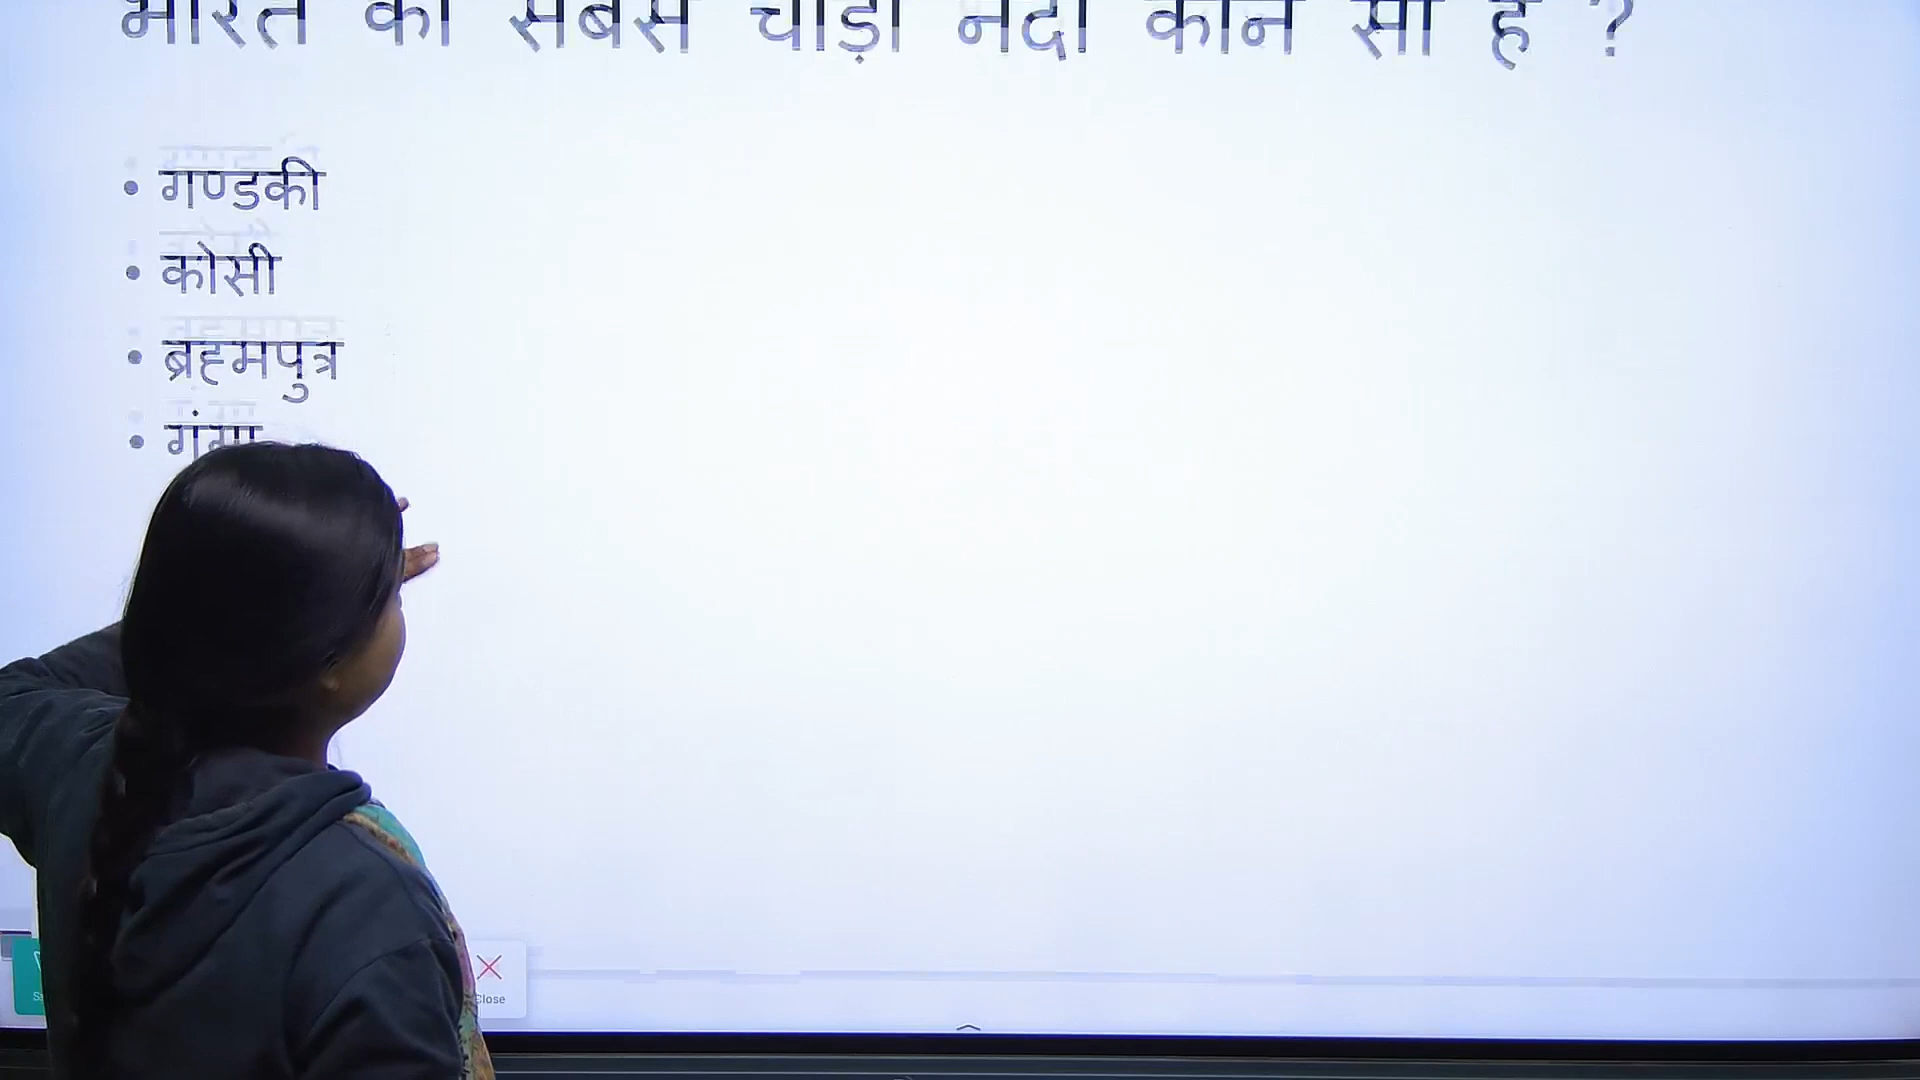 भारत की सबसे चौड़ी नदी कौन सी है ?
• गण्डकी
• कोसी
• ब्रह्मपुत्र
• गंगा
Close